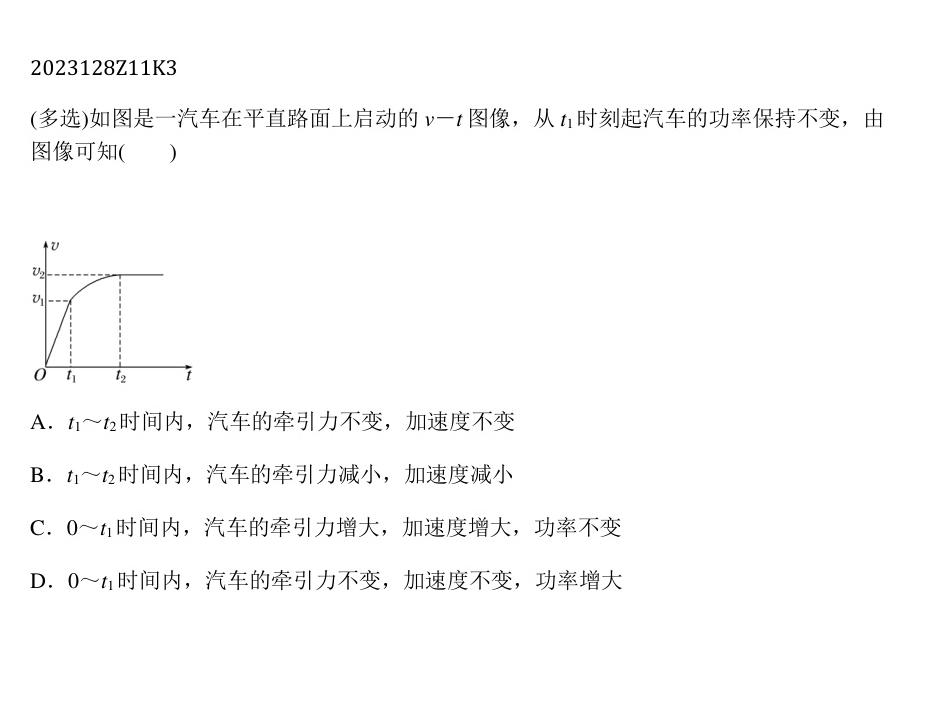 2023128Z11K3
(多选)如图是一汽车在平直路面上启动的 v－t 图像，从 t₁时刻起汽车的功率保持不变，由
图像可知(　　)
v
v₂
v₁
O t₁ t₂ t
A．t₁～t₂时间内，汽车的牵引力不变，加速度不变
B．t₁～t₂时间内，汽车的牵引力减小，加速度减小
C．0～t₁时间内，汽车的牵引力增大，加速度增大，功率不变
D．0～t₁时间内，汽车的牵引力不变，加速度不变，功率增大